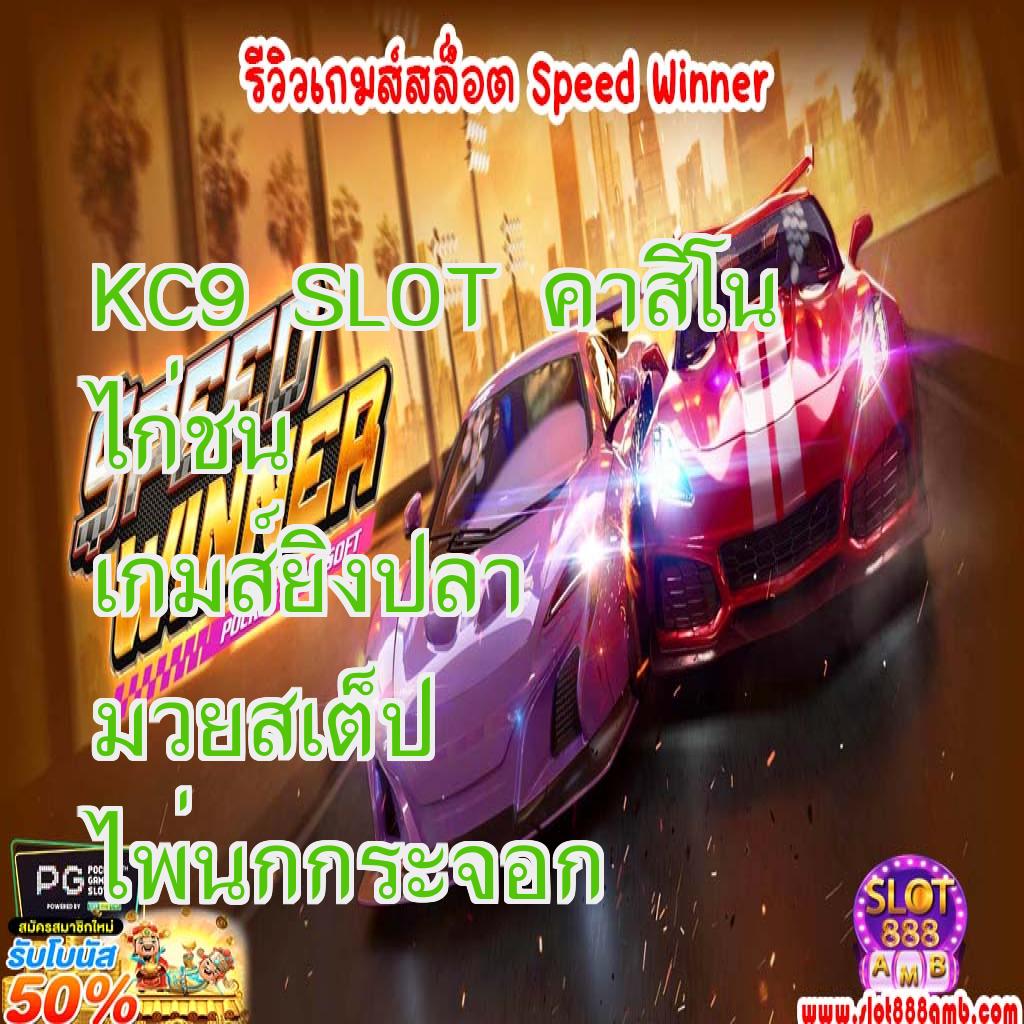 รีวิวเกมส์สล็อต Speed Winner
KC9 SLOT คาสิโน
ไก่ชน
เกมส์ยิงปลา
มวยสเต็ป
ไพ่นกกระจอก
SPEED
WINNER
PG
POWERED BY
สมัครสมาชิกใหม่
รับโบนัส
50%
SLOT
888
AMB
www.slot888amb.com